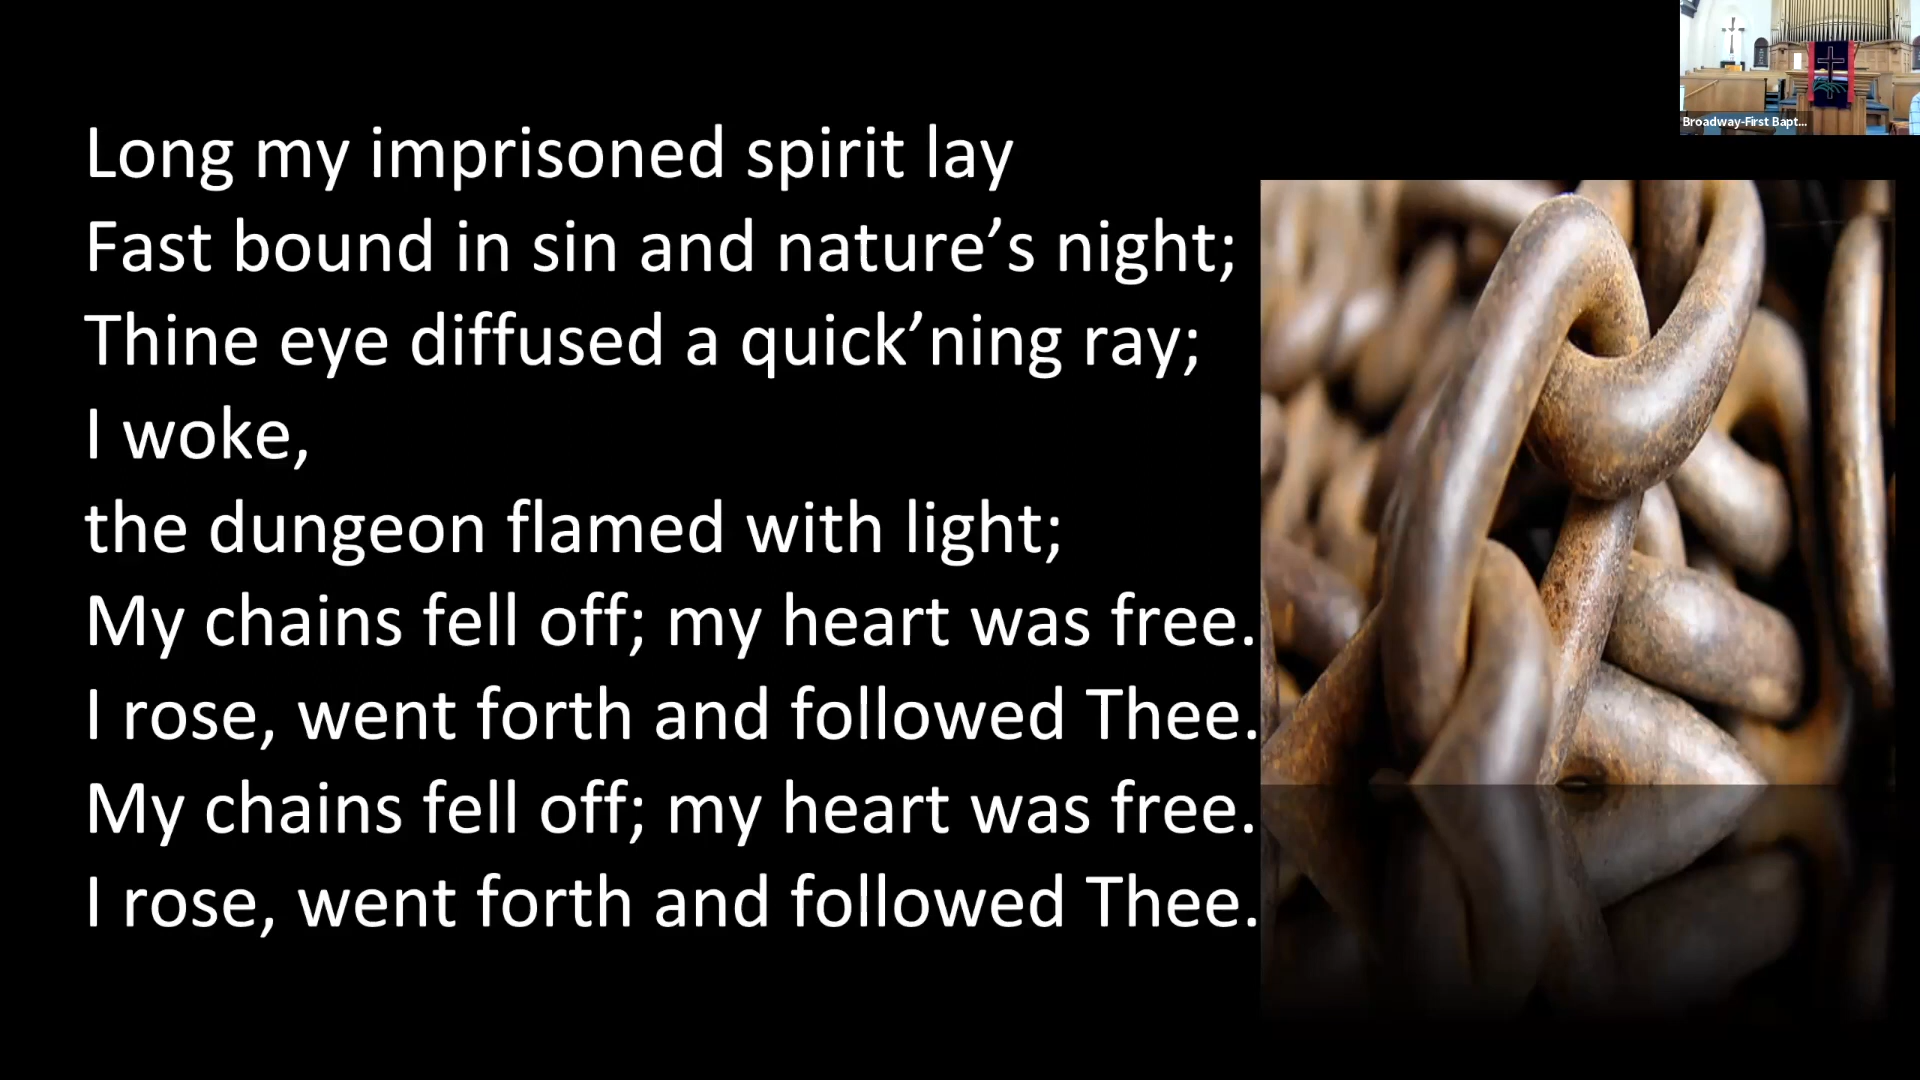 Broadway-First Bapt...
Long my imprisoned spirit lay
Fast bound in sin and nature’s night;
Thine eye diffused a quick’ning ray;
I woke,
the dungeon flamed with light;
My chains fell off; my heart was free.
I rose, went forth and followed Thee.
My chains fell off; my heart was free.
I rose, went forth and followed Thee.